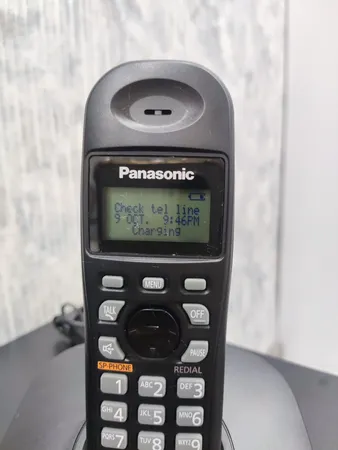 Panasonic
Check tel line
9 OCT. 9:46PM
Charging
MENU
TALK
OFF
PAUSE
SP-PHONE
REDIAL
1
ABC 2
DEF 3
GHI 4
JKL 5
MNO 6
PQRS 7
TUV 8
WXYZ 9